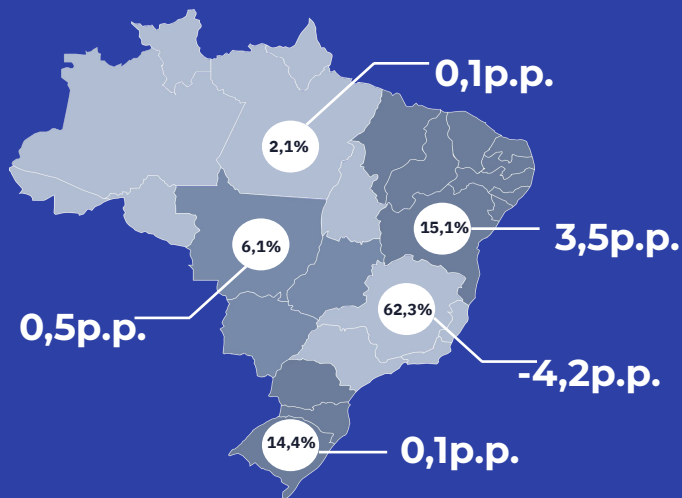 0,1p.p.
2,1%
15,1%
3,5p.p.
6,1%
62,3%
0,5p.p.
-4,2p.p.
14,4%
0,1p.p.